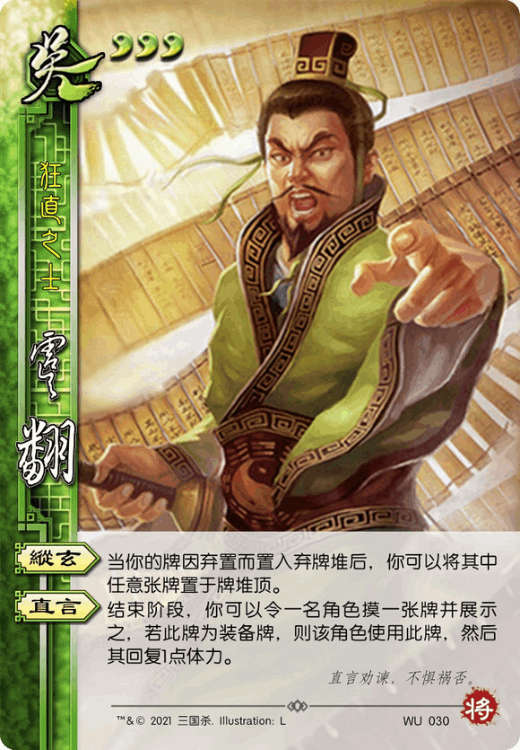 吴
狂直之士
虞翻
縱玄
当你的牌因弃置而置入弃牌堆后，你可以将其中
任意张牌置于牌堆顶。
直言
结束阶段，你可以令一名角色摸一张牌并展示
之，若此牌为装备牌，则该角色使用此牌，然后
其回复1点体力。
直言劝谏，不惧祸否。
™&© 2021 三国杀. Illustration: L
WU 030
将